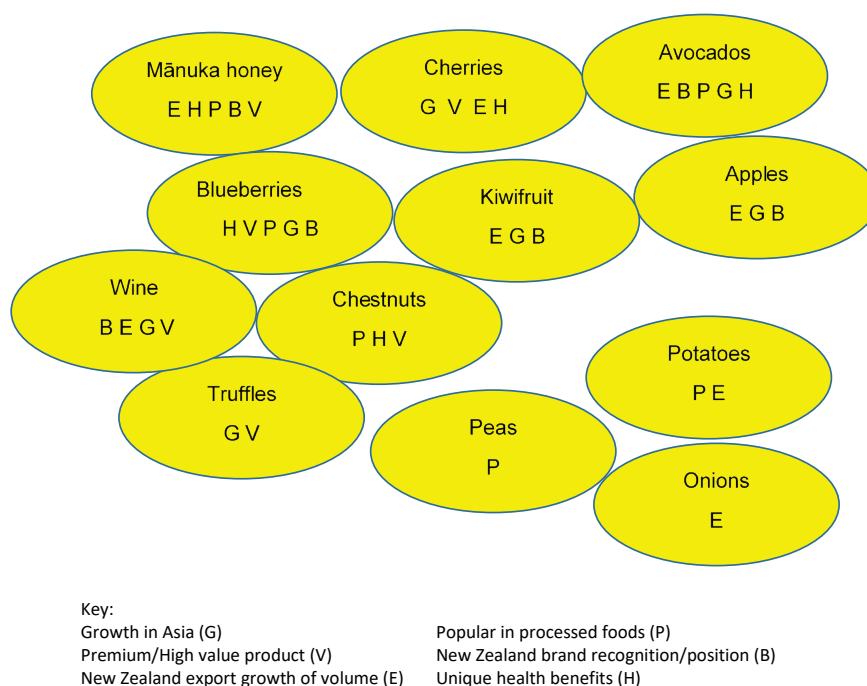 Mānuka honey
E H P B V
Cherries
G V E H
Avocados
E B P G H
Blueberries
H V P G B
Kiwifruit
E G B
Apples
E G B
Wine
B E G V
Chestnuts
P H V
Potatoes
P E
Truffles
G V
Peas
P
Onions
E
Key:
Growth in Asia (G)
Premium/High value product (V)
New Zealand export growth of volume (E)
Popular in processed foods (P)
New Zealand brand recognition/position (B)
Unique health benefits (H)